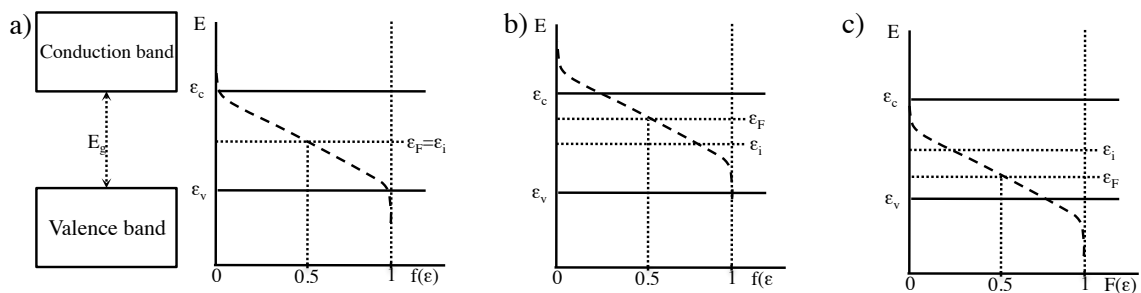 a)
Conduction band
E_g
Valence band
E
ε_c
ε_F=ε_i
ε_v
0
0.5
1
f(ε)
b)
E
ε_c
ε_F
ε_i
ε_v
0
0.5
1
f(ε)
c)
E
ε_c
ε_i
ε_F
ε_v
0
0.5
1
F(ε)